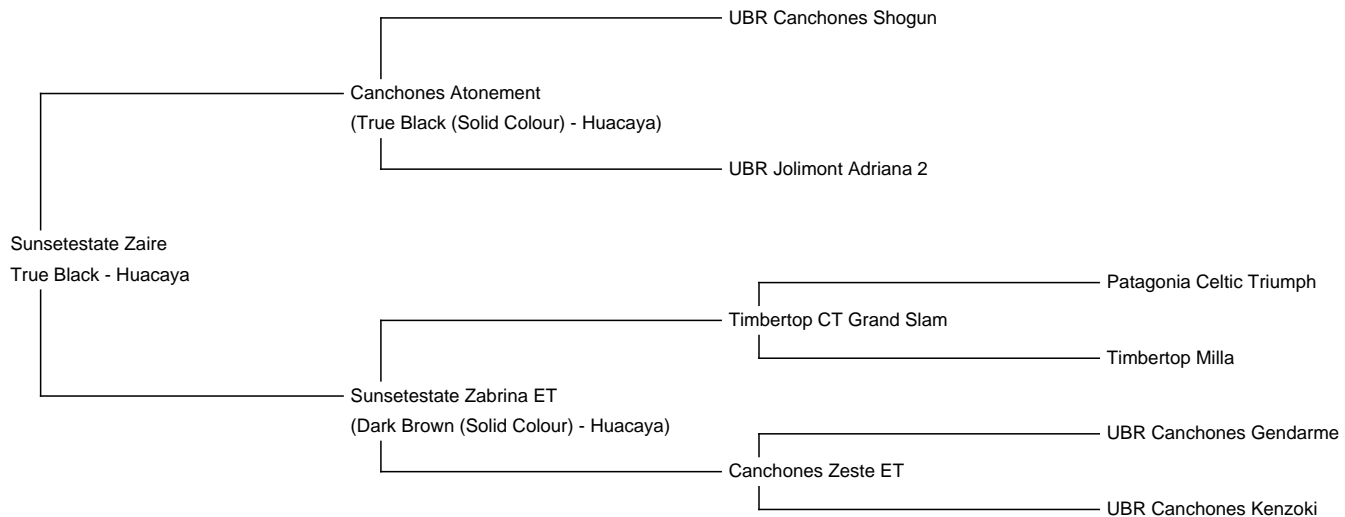 UBR Canchones Shogun
Canchones Atonement
(True Black (Solid Colour) - Huacaya)
UBR Jolimont Adriana 2
Sunsetestate Zaire
True Black - Huacaya
Patagonia Celtic Triumph
Timbertop CT Grand Slam
Timbertop Milla
Sunsetestate Zabrina ET
(Dark Brown (Solid Colour) - Huacaya)
UBR Canchones Gendarme
Canchones Zeste ET
UBR Canchones Kenzoki